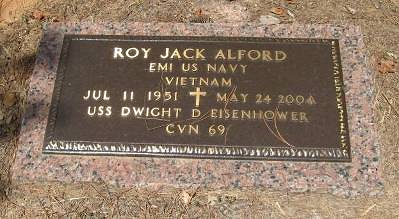 ROY JACK ALFORD
EM1 US NAVY
VIETNAM
JUL 11 1951 ✝ MAY 24 2004
USS DWIGHT D EISENHOWER
CVN 69